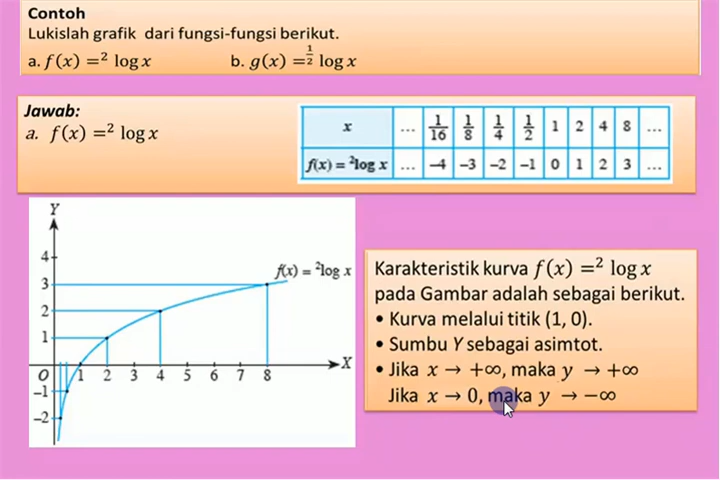 Contoh
Lukislah grafik dari fungsi-fungsi berikut.
a. f(x) =² log x b. g(x) =^{1/2} log x
Jawab:
a. f(x) =² log x
x ... 1/16 1/8 1/4 1/2 1 2 4 8 ...
f(x) = ²log x ... –4 –3 –2 –1 0 1 2 3 ...
Y
4
3
2
1
O 1 2 3 4 5 6 7 8 X
–1
–2
f(x) = ²log x
Karakteristik kurva f(x) =² log x
pada Gambar adalah sebagai berikut.
• Kurva melalui titik (1, 0).
• Sumbu Y sebagai asimtot.
• Jika x → +∞, maka y → +∞
Jika x → 0, maka y → −∞